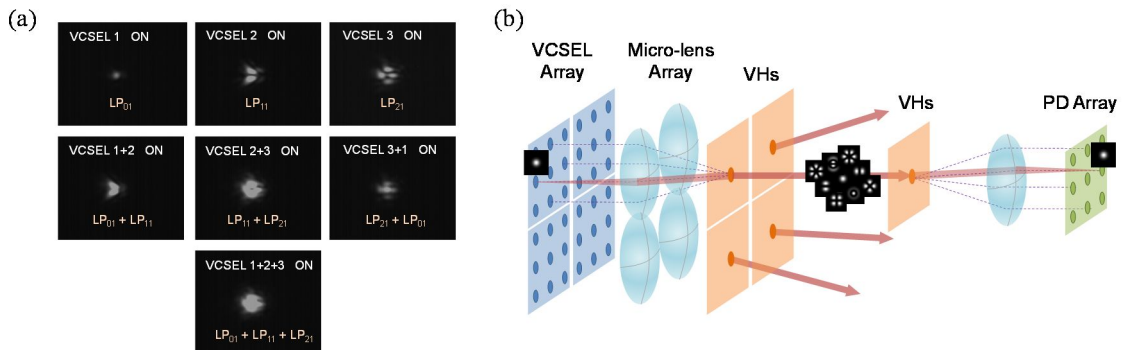 (a)
VCSEL 1 ON
LP01
VCSEL 2 ON
LP11
VCSEL 3 ON
LP21
VCSEL 1+2 ON
LP01 + LP11
VCSEL 2+3 ON
LP11 + LP21
VCSEL 3+1 ON
LP21 + LP01
VCSEL 1+2+3 ON
LP01 + LP11 + LP21
(b)
VCSEL
Array
Micro-lens
Array
VHs
VHs
PD Array